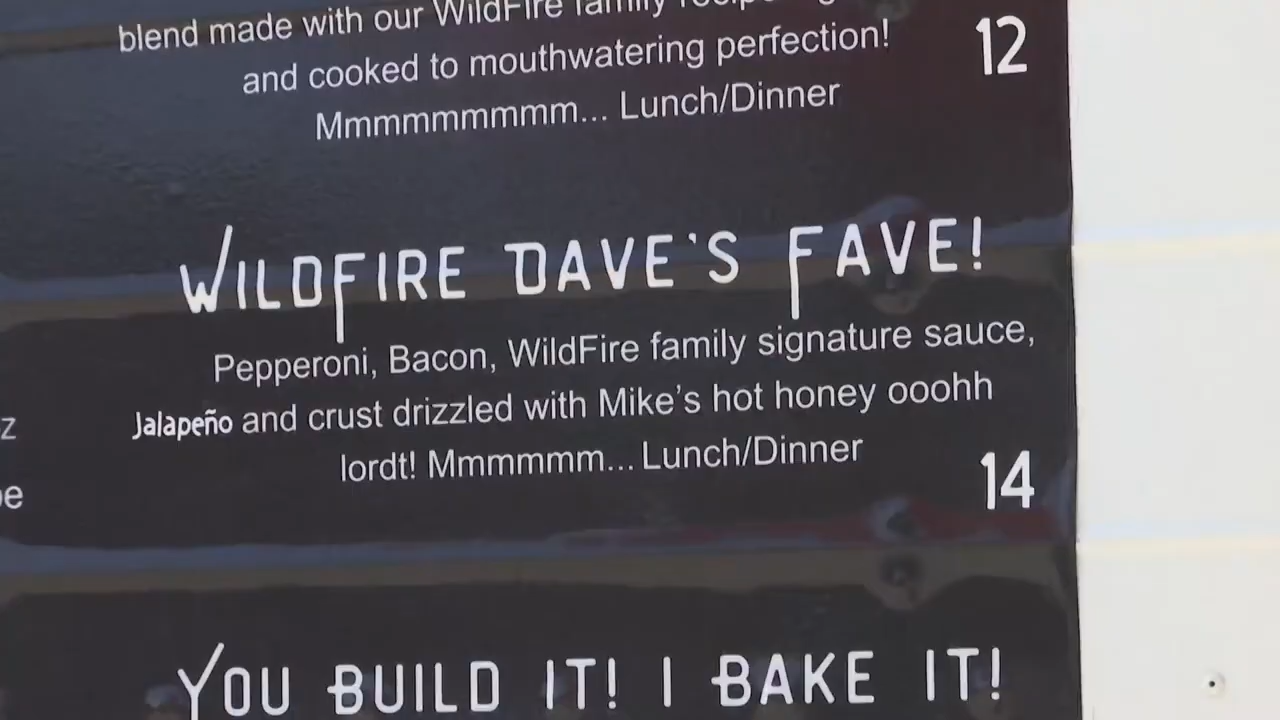 blend made with our WildFire family
and cooked to mouthwatering perfection!
12
Mmmmmmmmm... Lunch/Dinner
WILDFIRE DAVE'S FAVE!
Pepperoni, Bacon, WildFire family signature sauce,
z
Jalapeño and crust drizzled with Mike's hot honey ooohh
lordt! Mmmmmm... Lunch/Dinner
14
YOU BUILD IT! I BAKE IT!